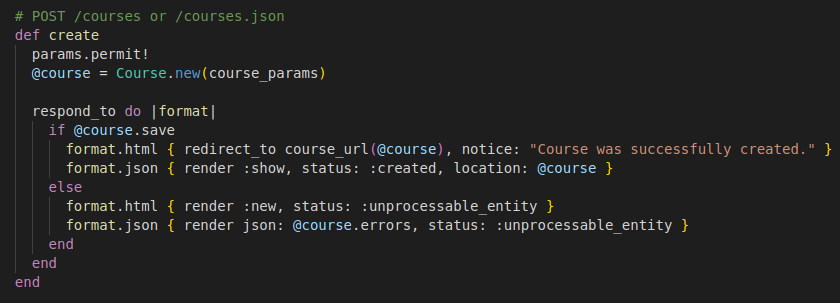 # POST /courses or /courses.json
def create
  params.permit!
  @course = Course.new(course_params)

  respond_to do |format|
    if @course.save
      format.html { redirect_to course_url(@course), notice: "Course was successfully created." }
      format.json { render :show, status: :created, location: @course }
    else
      format.html { render :new, status: :unprocessable_entity }
      format.json { render json: @course.errors, status: :unprocessable_entity }
    end
  end
end